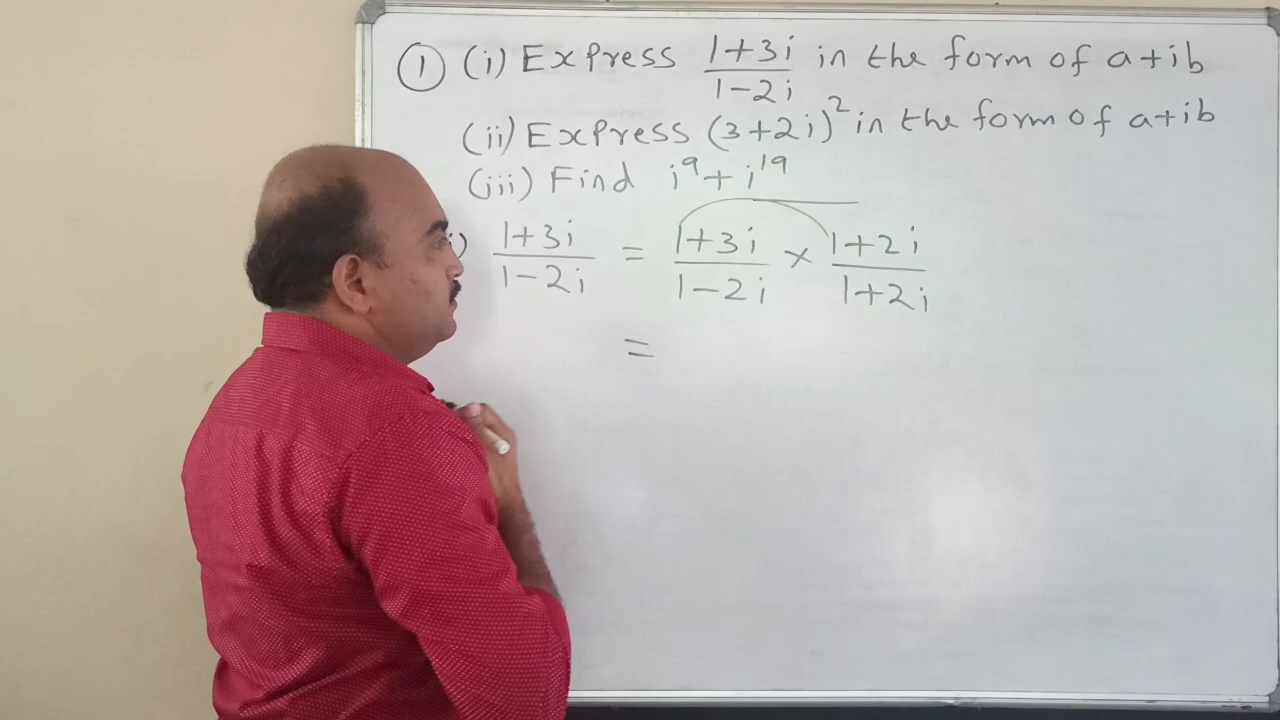 ① (i) Express (1+3i)/(1-2i) in the form of a+ib
(ii) Express (3+2i)² in the form of a+ib
(iii) Find i⁹+i¹⁹
i) (1+3i)/(1-2i) = (1+3i)/(1-2i) × (1+2i)/(1+2i)
=